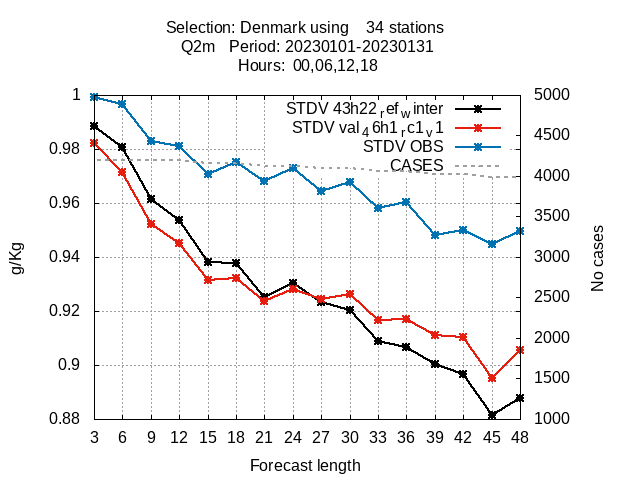 Selection: Denmark using    34 stations
Q2m   Period: 20230101-20230131
Hours:  00,06,12,18
STDV 43h22refwinter
STDV val46h1rc1v1
STDV OBS
CASES
1
0.98
0.96
0.94
0.92
0.9
0.88
g/Kg
5000
4500
4000
3500
3000
2500
2000
1500
1000
No cases
3 6 9 12 15 18 21 24 27 30 33 36 39 42 45 48
Forecast length